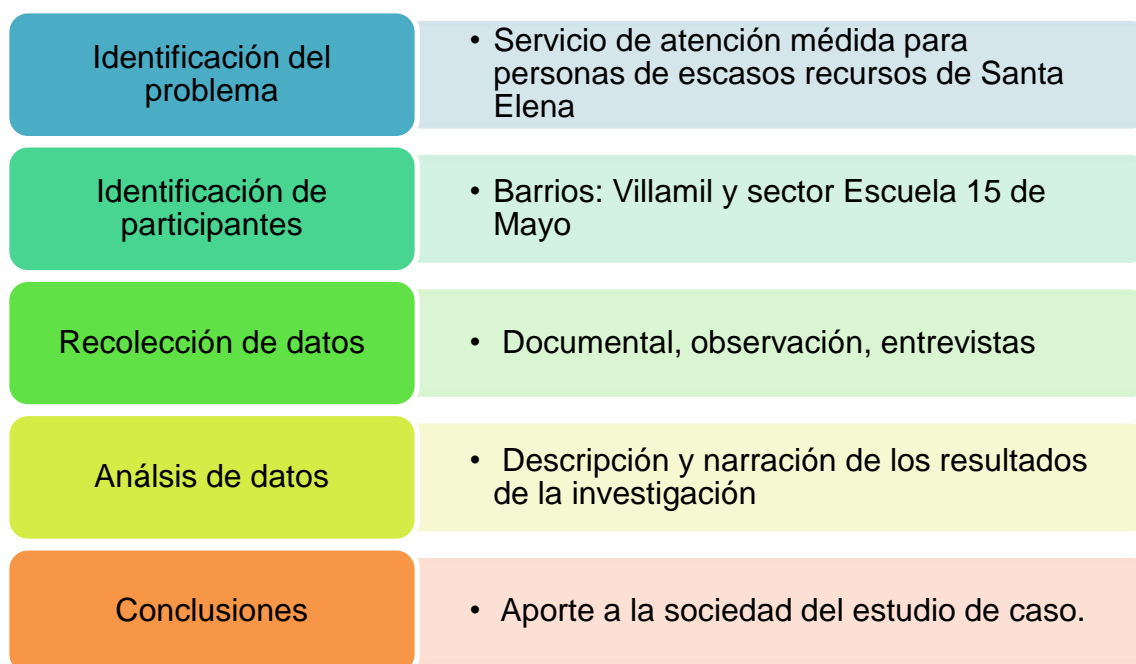 Identificación del
problema
• Servicio de atención médida para
personas de escasos recursos de Santa
Elena
Identificación de
participantes
• Barrios: Villamil y sector Escuela 15 de
Mayo
Recolección de datos
• Documental, observación, entrevistas
Análsis de datos
• Descripción y narración de los resultados
de la investigación
Conclusiones
• Aporte a la sociedad del estudio de caso.